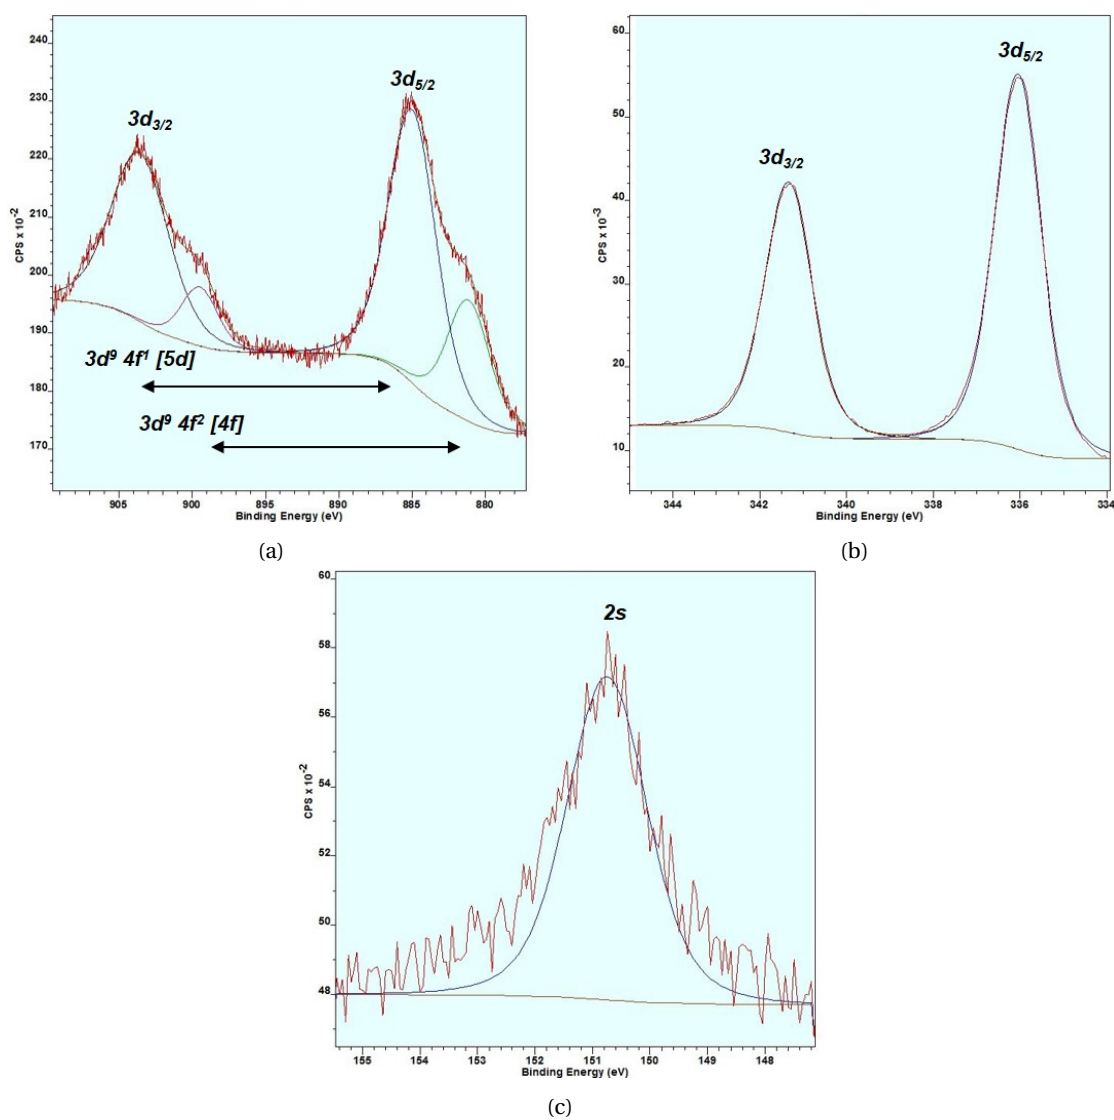 240
230
220
210
200
190
180
170
CPS x 10⁻²
3d₃/₂
3d₅/₂
3d⁹ 4f¹ [5d]
3d⁹ 4f² [4f]
905 900 895 890 885 880
Binding Energy (eV)
(a)
60
50
40
30
20
10
CPS x 10⁻³
3d₃/₂
3d₅/₂
344 342 340 338 336 334
Binding Energy (eV)
(b)
60
58
56
54
52
50
48
CPS x 10⁻²
2s
155 154 153 152 151 150 149 148
Binding Energy (eV)
(c)